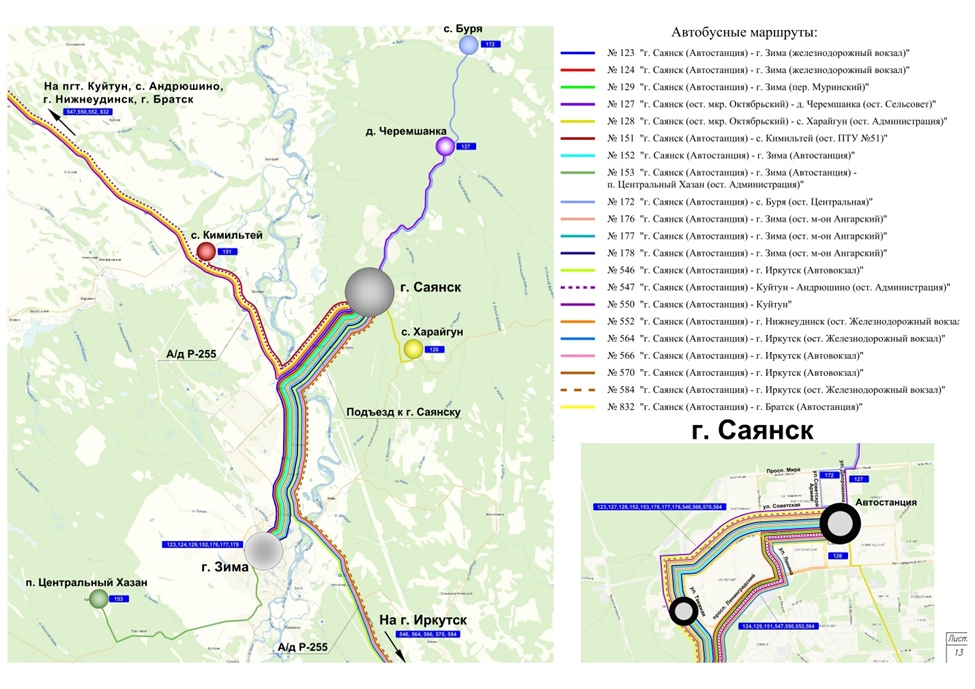 с. Буря
172
На пгт. Куйтун, с. Андрюшино,
г. Нижнеудинск, г. Братск
547,550,552, 832
д. Черемшанка
127
с. Кимильтей
151
г. Саянск
с. Харайгун
128
А/д Р-255
Подъезд к г. Саянску
123,124,129,152,176,177,178
г. Зима
п. Центральный Хазан
153
На г. Иркутск
546, 564, 566, 570, 584
А/д Р-255
Автобусные маршруты:
№ 123 "г. Саянск (Автостанция) - г. Зима (железнодорожный вокзал)"
№ 124 "г. Саянск (Автостанция) - г. Зима (железнодорожный вокзал)"
№ 129 "г. Саянск (Автостанция) - г. Зима (пер. Муринский)"
№ 127 "г. Саянск (ост. мкр. Октябрьский) - д. Черемшанка (ост. Сельсовет)"
№ 128 "г. Саянск (ост. мкр. Октябрьский) - с. Харайгун (ост. Администрация)"
№ 151 "г. Саянск (Автостанция) - с. Кимильтей (ост. ПТУ №51)"
№ 152 "г. Саянск (Автостанция) - г. Зима (Автостанция)"
№ 153 "г. Саянск (Автостанция) - г. Зима (Автостанция) -
п. Центральный Хазан (ост. Администрация)"
№ 172 "г. Саянск (Автостанция) - с. Буря (ост. Центральная)"
№ 176 "г. Саянск (Автостанция) - г. Зима (ост. м-он Ангарский)"
№ 177 "г. Саянск (Автостанция) - г. Зима (ост. м-он Ангарский)"
№ 178 "г. Саянск (Автостанция) - г. Зима (ост. м-он Ангарский)"
№ 546 "г. Саянск (Автостанция) - г. Иркутск (Автовокзал)"
№ 547 "г. Саянск (Автостанция) - Куйтун - Андрюшино (ост. Администрация)"
№ 550 "г. Саянск (Автостанция) - Куйтун"
№ 552 "г. Саянск (Автостанция) - г. Нижнеудинск (ост. Железнодорожный вокзал
№ 564 "г. Саянск (Автостанция) - г. Иркутск (ост. Железнодорожный вокзал)"
№ 566 "г. Саянск (Автостанция) - г. Иркутск (Автовокзал)"
№ 570 "г. Саянск (Автостанция) - г. Иркутск (Автовокзал)"
№ 584 "г. Саянск (Автостанция) - г. Иркутск (ост. Железнодорожный вокзал)"
№ 832 "г. Саянск (Автостанция) - г. Братск (Автостанция)"
г. Саянск
Просп. Мира
172
127
Автостанция
123,127,128,152,153,176,177,178,546,566,570,584
ул. Советская
ул. Ленина
128
просп. Ленинградский
124,129,151,547,550,552,564
Лист
13